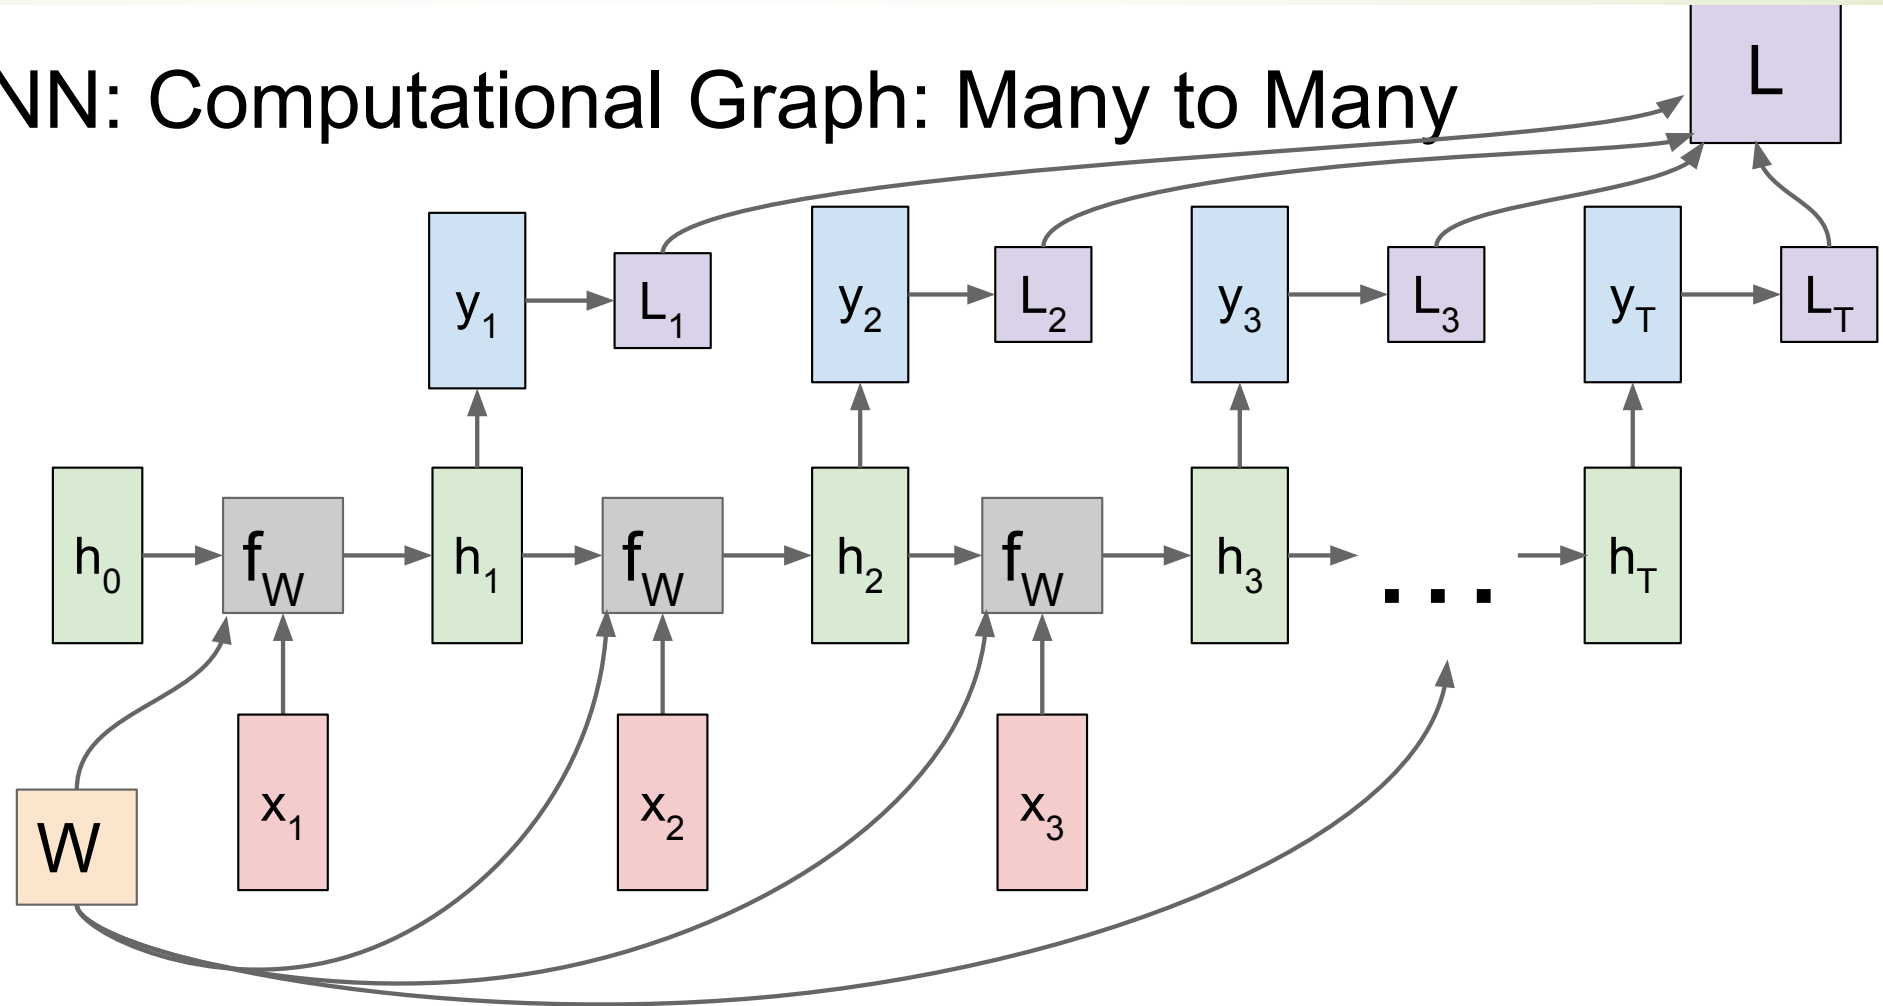 NN: Computational Graph: Many to Many
L
y1 L1 y2 L2 y3 L3 yT LT
h0 fW h1 fW h2 fW h3 ... hT
W x1 x2 x3